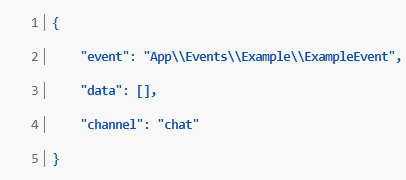 1 {
2 "event": "App\\Events\\Example\\ExampleEvent",
3 "data": [],
4 "channel": "chat"
5 }